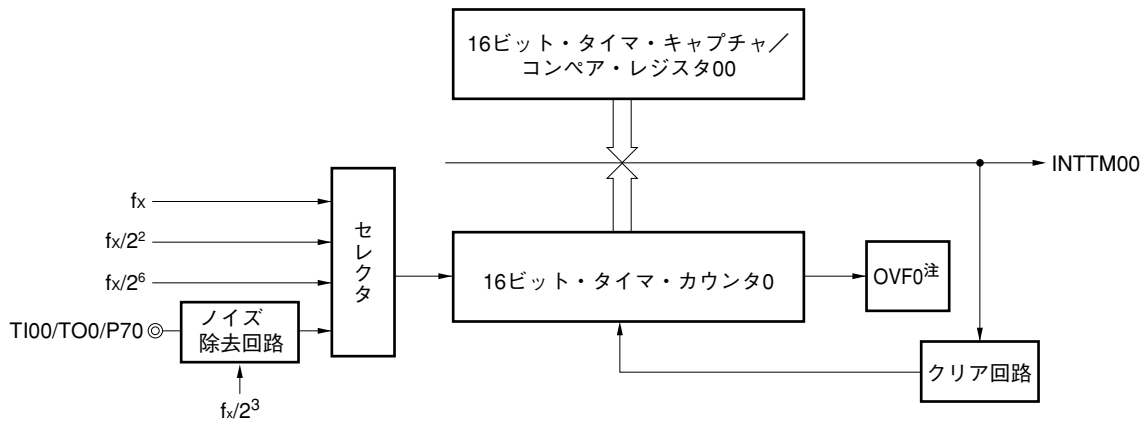 16ビット・タイマ・キャプチャ／
コンペア・レジスタ00
INTTM00
fx
fx/2²
fx/2⁶
セレクタ
16ビット・タイマ・カウンタ0
OVF0注
TI00/TO0/P70
ノイズ
除去回路
クリア回路
fx/2³